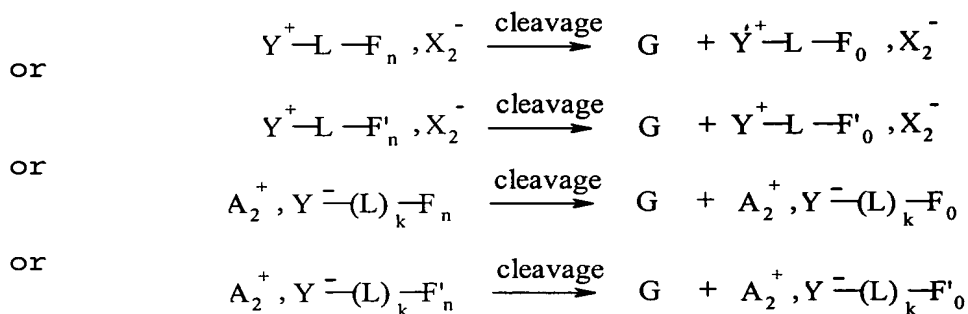 Y⁺—L—Fₙ , X₂⁻ cleavage G + Y⁺—L—F₀ , X₂⁻
or
Y⁺—L—F'ₙ , X₂⁻ cleavage G + Y⁺—L—F'₀ , X₂⁻
or
A₂⁺ , Y⁻—(L)ₖ—Fₙ cleavage G + A₂⁺ , Y⁻—(L)ₖ—F₀
or
A₂⁺ , Y⁻—(L)ₖ—F'ₙ cleavage G + A₂⁺ , Y⁻—(L)ₖ—F'₀